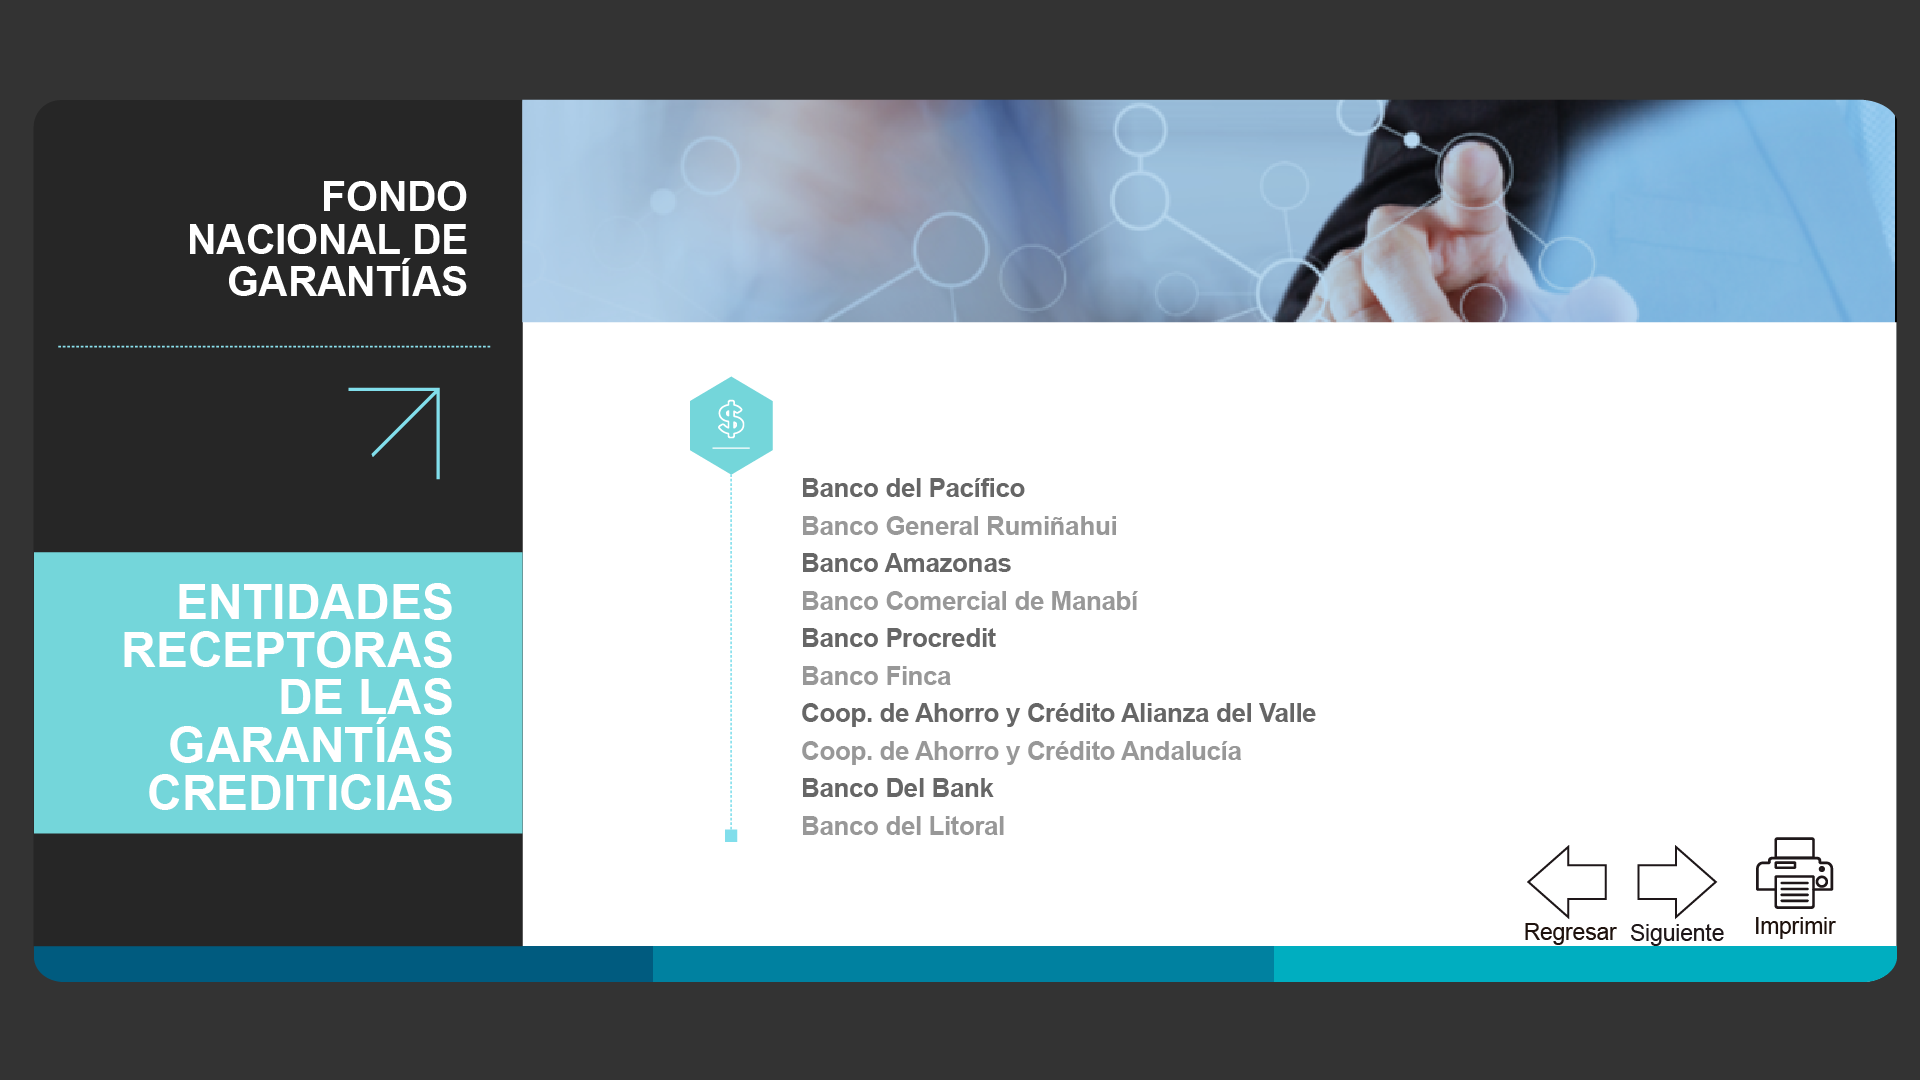 FONDO
NACIONAL DE
GARANTÍAS
ENTIDADES
RECEPTORAS
DE LAS
GARANTÍAS
CREDITICIAS
$
Banco del Pacífico
Banco General Rumiñahui
Banco Amazonas
Banco Comercial de Manabí
Banco Procredit
Banco Finca
Coop. de Ahorro y Crédito Alianza del Valle
Coop. de Ahorro y Crédito Andalucía
Banco Del Bank
Banco del Litoral
Regresar
Siguiente
Imprimir